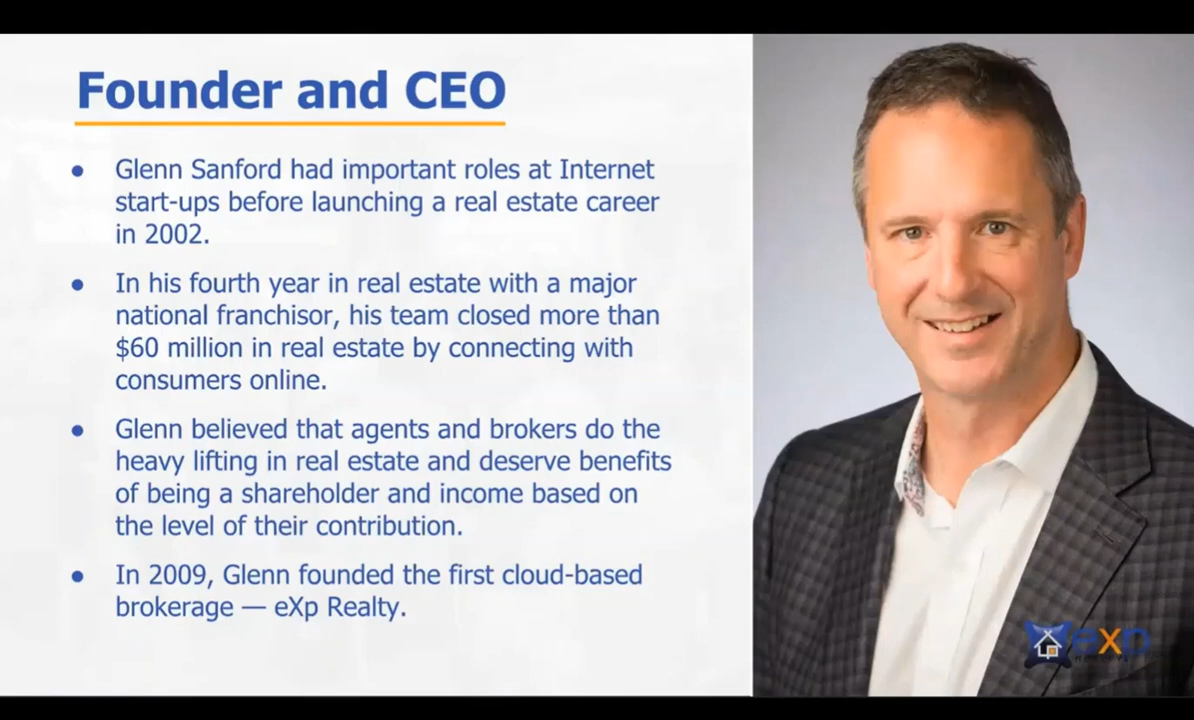 Founder and CEO
● Glenn Sanford had important roles at Internet
start-ups before launching a real estate career
in 2002.
● In his fourth year in real estate with a major
national franchisor, his team closed more than
$60 million in real estate by connecting with
consumers online.
● Glenn believed that agents and brokers do the
heavy lifting in real estate and deserve benefits
of being a shareholder and income based on
the level of their contribution.
● In 2009, Glenn founded the first cloud-based
brokerage — eXp Realty.
eXp